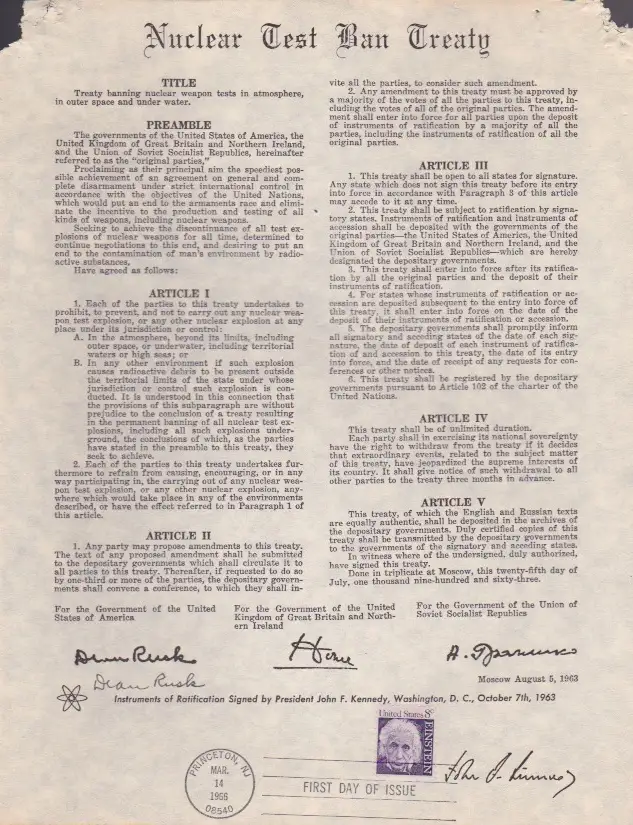 Nuclear Test Ban Treaty
TITLE
Treaty banning nuclear weapon tests in atmosphere,
in outer space and under water.
PREAMBLE
The governments of the United States of America, the
United Kingdom of Great Britain and Northern Ireland,
and the Union of Soviet Socialist Republics, hereinafter
referred to as the "original parties,"
Proclaiming as their principal aim the speediest pos-
sible achievement of an agreement on general and com-
plete disarmament under strict international control in
accordance with the objectives of the United Nations,
which would put an end to the armaments race and elimi-
nate the incentive to the production and testing of all
kinds of weapons, including nuclear weapons.
Seeking to achieve the discontinuance of all test ex-
plosions of nuclear weapons for all time, determined to
continue negotiations to this end, and desiring to put an
end to the contamination of man's environment by radio-
active substances,
Have agreed as follows:
ARTICLE I
1. Each of the parties to this treaty undertakes to
prohibit, to prevent, and not to carry out any nuclear wea-
pon test explosion, or any other nuclear explosion at any
place under its jurisdiction or control:
A. In the atmosphere, beyond its limits, including
outer space, or underwater, including territorial
waters or high seas; or
B. In any other environment if such explosion
causes radioactive debris to be present outside
the territorial limits of the state under whose
jurisdiction or control such explosion is con-
ducted. It is understood in this connection that
the provisions of this subparagraph are without
prejudice to the conclusion of a treaty resulting
in the permanent banning of all nuclear test ex-
plosions, including all such explosions under-
ground, the conclusions of which, as the parties
have stated in the preamble to this treaty, they
seek to achieve.
2. Each of the parties to this treaty undertakes fur-
thermore to refrain from causing, encouraging, or in any
way participating in, the carrying out of any nuclear wea-
pon test explosion, or any other nuclear explosion, any-
where which would take place in any of the environments
described, or have the effect referred to in Paragraph 1 of
this article.
ARTICLE II
1. Any party may propose amendments to this treaty.
The text of any proposed amendment shall be submitted
to the depositary governments which shall circulate it to
all parties to this treaty. Thereafter, if requested to do so
by one-third or more of the parties, the depositary govern-
ments shall convene a conference, to which they shall in-
vite all the parties, to consider such amendment.
2. Any amendment to this treaty must be approved by
a majority of the votes of all the parties to this treaty, in-
cluding the votes of all of the original parties. The amend-
ment shall enter into force for all parties upon the deposit
of instruments of ratification by a majority of all the
parties, including the instruments of ratification of all the
original parties.
ARTICLE III
1. This treaty shall be open to all states for signature.
Any state which does not sign this treaty before its entry
into force in accordance with Paragraph 3 of this article
may accede to it at any time.
2. This treaty shall be subject to ratification by signa-
tory states. Instruments of ratification and instruments of
accession shall be deposited with the governments of the
original parties—the United States of America, the United
Kingdom of Great Britain and Northern Ireland, and the
Union of Soviet Socialist Republics—which are hereby
designated the depositary governments.
3. This treaty shall enter into force after its ratifica-
tion by all the original parties and the deposit of their
instruments of ratification.
4. For states whose instruments of ratification or ac-
cession are deposited subsequent to the entry into force of
this treaty, it shall enter into force on the date of the
deposit of their instruments of ratification or accession.
5. The depositary governments shall promptly inform
all signatory and acceding states of the date of each sig-
nature, the date of deposit of each instrument of ratifica-
tion of and accession to this treaty, the date of its entry
into force, and the date of receipt of any requests for con-
ferences or other notices.
6. This treaty shall be registered by the depositary
governments pursuant to Article 102 of the charter of the
United Nations.
ARTICLE IV
This treaty shall be of unlimited duration.
Each party shall in exercising its national sovereignty
have the right to withdraw from the treaty if it decides
that extraordinary events, related to the subject matter
of this treaty, have jeopardized the supreme interests of
its country. It shall give notice of such withdrawal to all
other parties to the treaty three months in advance.
ARTICLE V
This treaty, of which the English and Russian texts
are equally authentic, shall be deposited in the archives of
the depositary governments. Duly certified copies of this
treaty shall be transmitted by the depositary governments
to the governments of the signatory and acceding states.
In witness whereof the undersigned, duly authorised,
have signed this treaty.
Done in triplicate at Moscow, this twenty-fifth day of
July, one thousand nine-hundred and sixty-three.
For the Government of the United
States of America
For the Government of the United
Kingdom of Great Britain and North-
ern Ireland
For the Government of the Union of
Soviet Socialist Republics
Dean Rusk
Home
А. Громыко
Dean Rusk
Moscow August 5, 1963
Instruments of Ratification Signed by President John F. Kennedy, Washington, D. C., October 7th, 1963
United States 8c
EINSTEIN
PRINCETON, NJ
MAR.
14
1966
08540
FIRST DAY OF ISSUE
John F. Kennedy